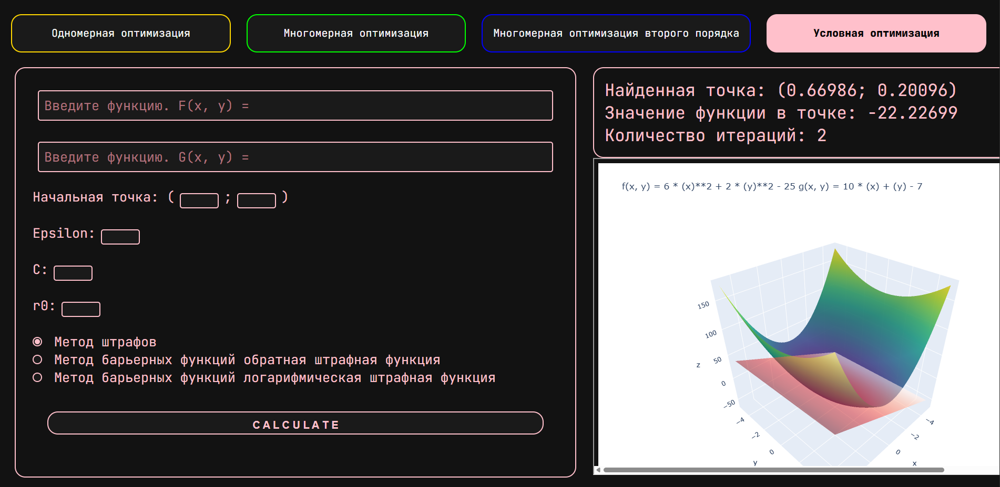 Одномерная оптимизация
Многомерная оптимизация
Многомерная оптимизация второго порядка
Условная оптимизация
Введите функцию. F(x, y) =
Введите функцию. G(x, y) =
Начальная точка: ( ; )
Epsilon:
C:
r0:
Метод штрафов
Метод барьерных функций обратная штрафная функция
Метод барьерных функций логарифмическая штрафная функция
CALCULATE
Найденная точка: (0.66986; 0.20096)
Значение функции в точке: -22.22699
Количество итераций: 2
f(x, y) = 6 * (x)**2 + 2 * (y)**2 - 25 g(x, y) = 10 * (x) + (y) - 7
150
100
50
0
−50
z
−4
−2
0
y
−4
−2
0
x